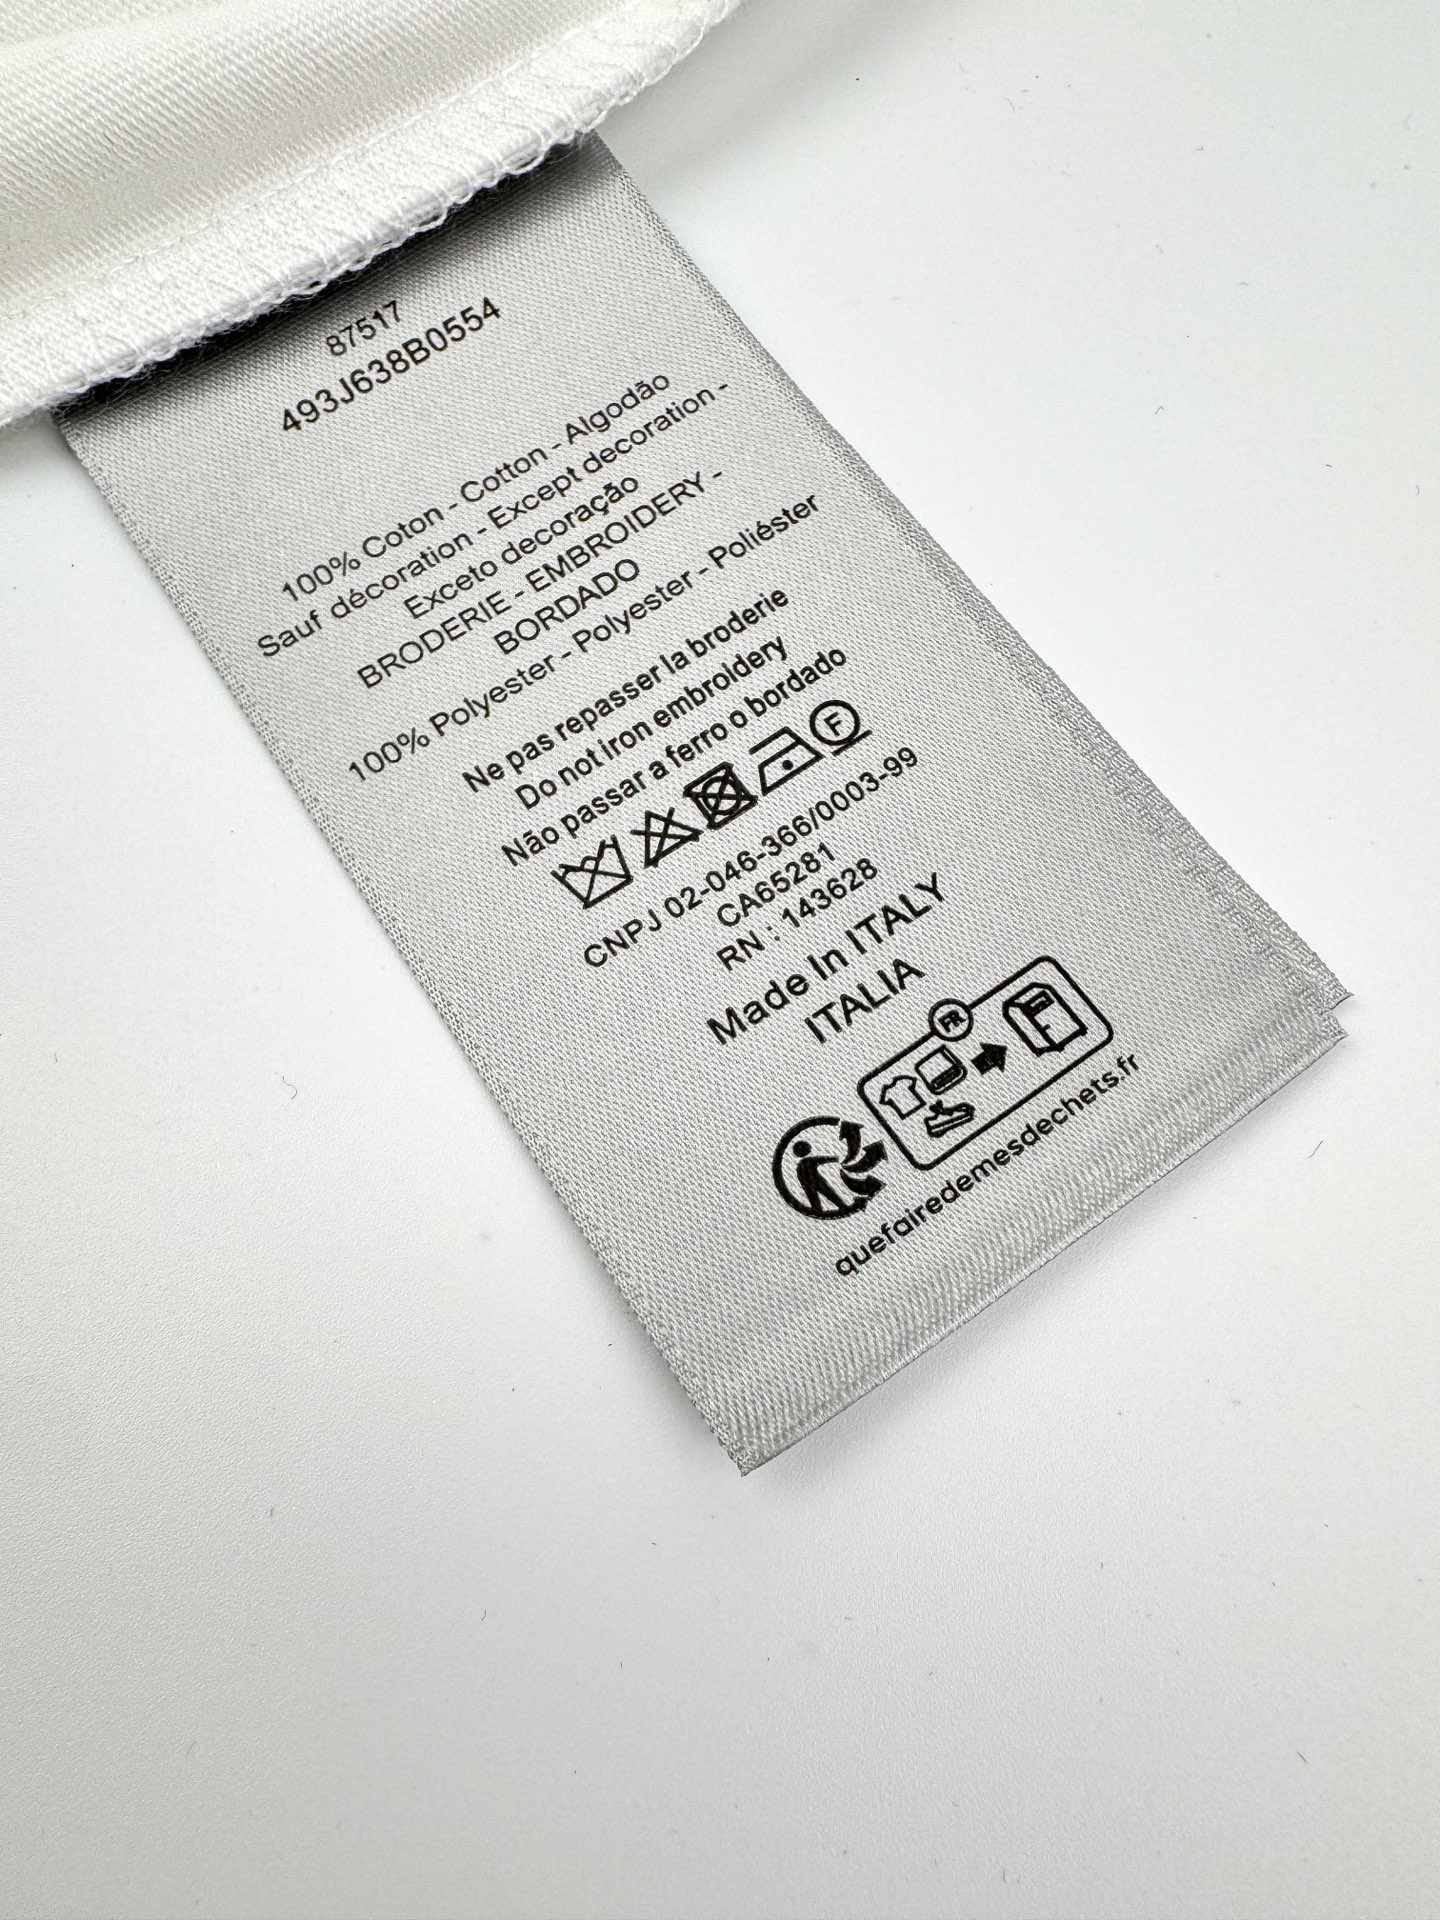 87517
493J638B0554
100% Coton - Cotton - Algodão
Sauf décoration - Except decoration -
Exceto decoração
BRODERIE - EMBROIDERY -
BORDADO
100% Polyester - Polyester - Poliéster
Ne pas repasser la broderie
Do not iron embroidery
Não passar a ferro o bordado
F
CNPJ 02-046-366/0003-99
CA65281
RN : 143628
Made In ITALY
ITALIA
FR
quefairedemesdechets.fr